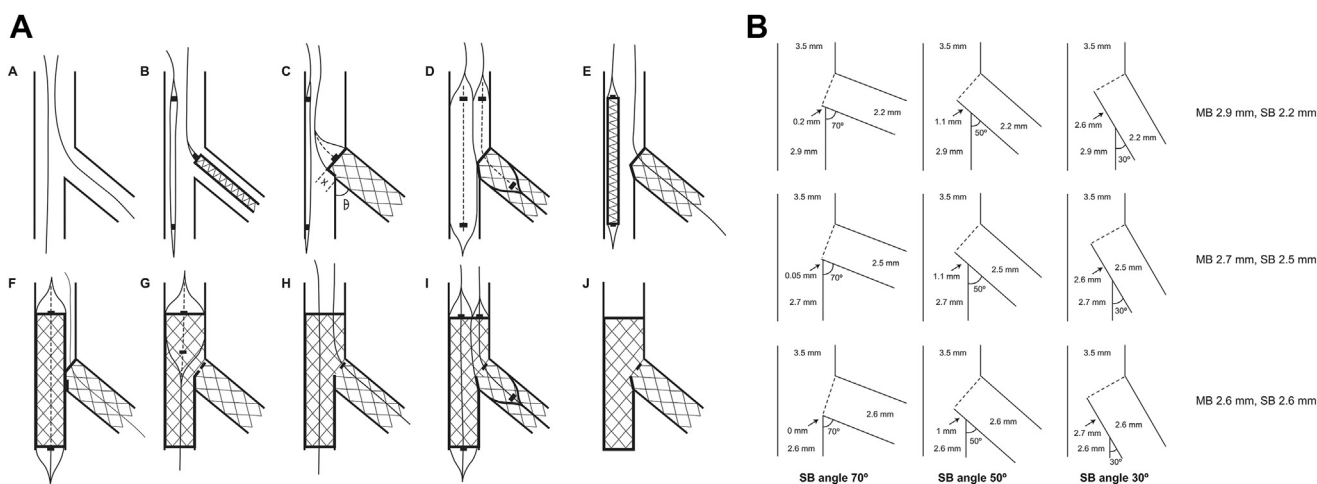 A
B
A
B
C
D
E
X
θ
F
G
H
I
J
3.5 mm
2.2 mm
0.2 mm
70º
2.9 mm
3.5 mm
1.1 mm
50º
2.2 mm
2.9 mm
3.5 mm
2.6 mm
2.2 mm
2.9 mm
30º
MB 2.9 mm, SB 2.2 mm
3.5 mm
2.5 mm
0.05 mm
70º
2.7 mm
3.5 mm
1.1 mm
2.5 mm
50º
2.7 mm
3.5 mm
2.6 mm
2.5 mm
2.7 mm
30º
MB 2.7 mm, SB 2.5 mm
3.5 mm
2.6 mm
0 mm
70º
2.6 mm
3.5 mm
1 mm
2.6 mm
50º
2.6 mm
3.5 mm
2.7 mm
2.6 mm
2.6 mm
30º
MB 2.6 mm, SB 2.6 mm
SB angle 70º
SB angle 50º
SB angle 30º